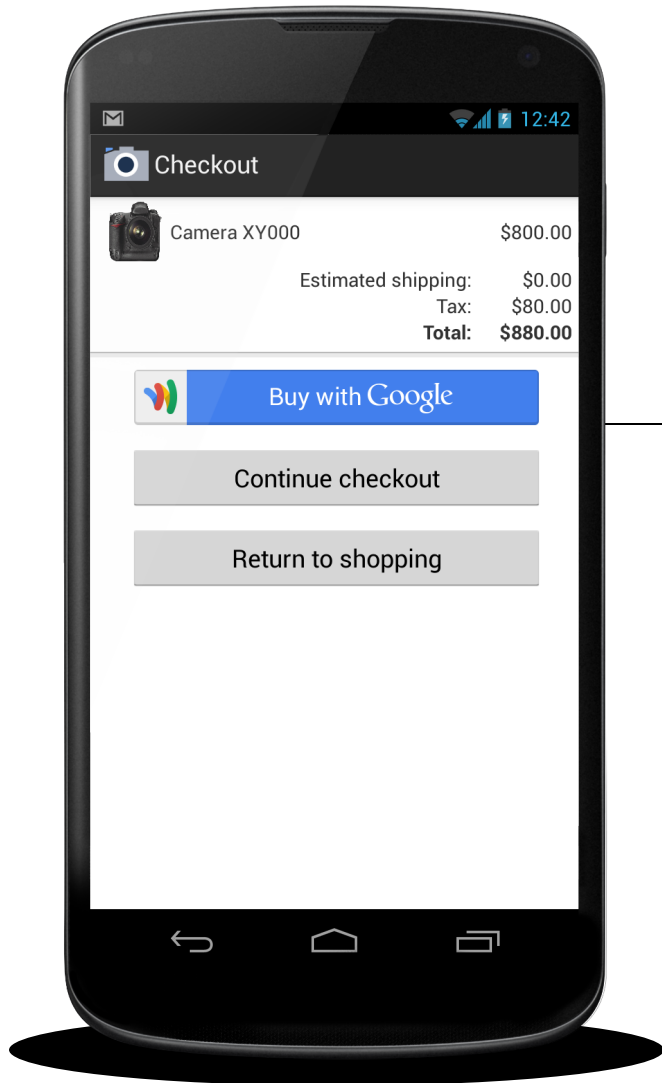 12:42
Checkout
Camera XY000 $800.00
Estimated shipping: $0.00
Tax: $80.00
Total: $880.00
Buy with Google
Continue checkout
Return to shopping